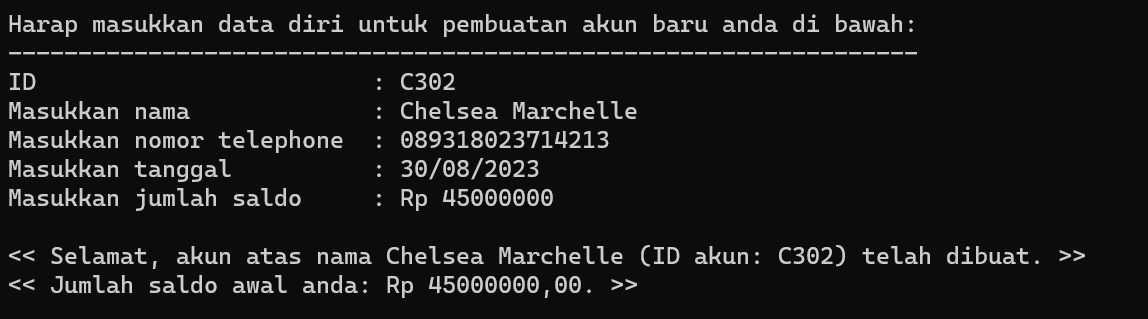 Harap masukkan data diri untuk pembuatan akun baru anda di bawah:
-----------------------------------------------------------------
ID                      : C302
Masukkan nama           : Chelsea Marchelle
Masukkan nomor telephone  : 089318023714213
Masukkan tanggal        : 30/08/2023
Masukkan jumlah saldo   : Rp 45000000
<< Selamat, akun atas nama Chelsea Marchelle (ID akun: C302) telah dibuat. >>
<< Jumlah saldo awal anda: Rp 45000000,00. >>